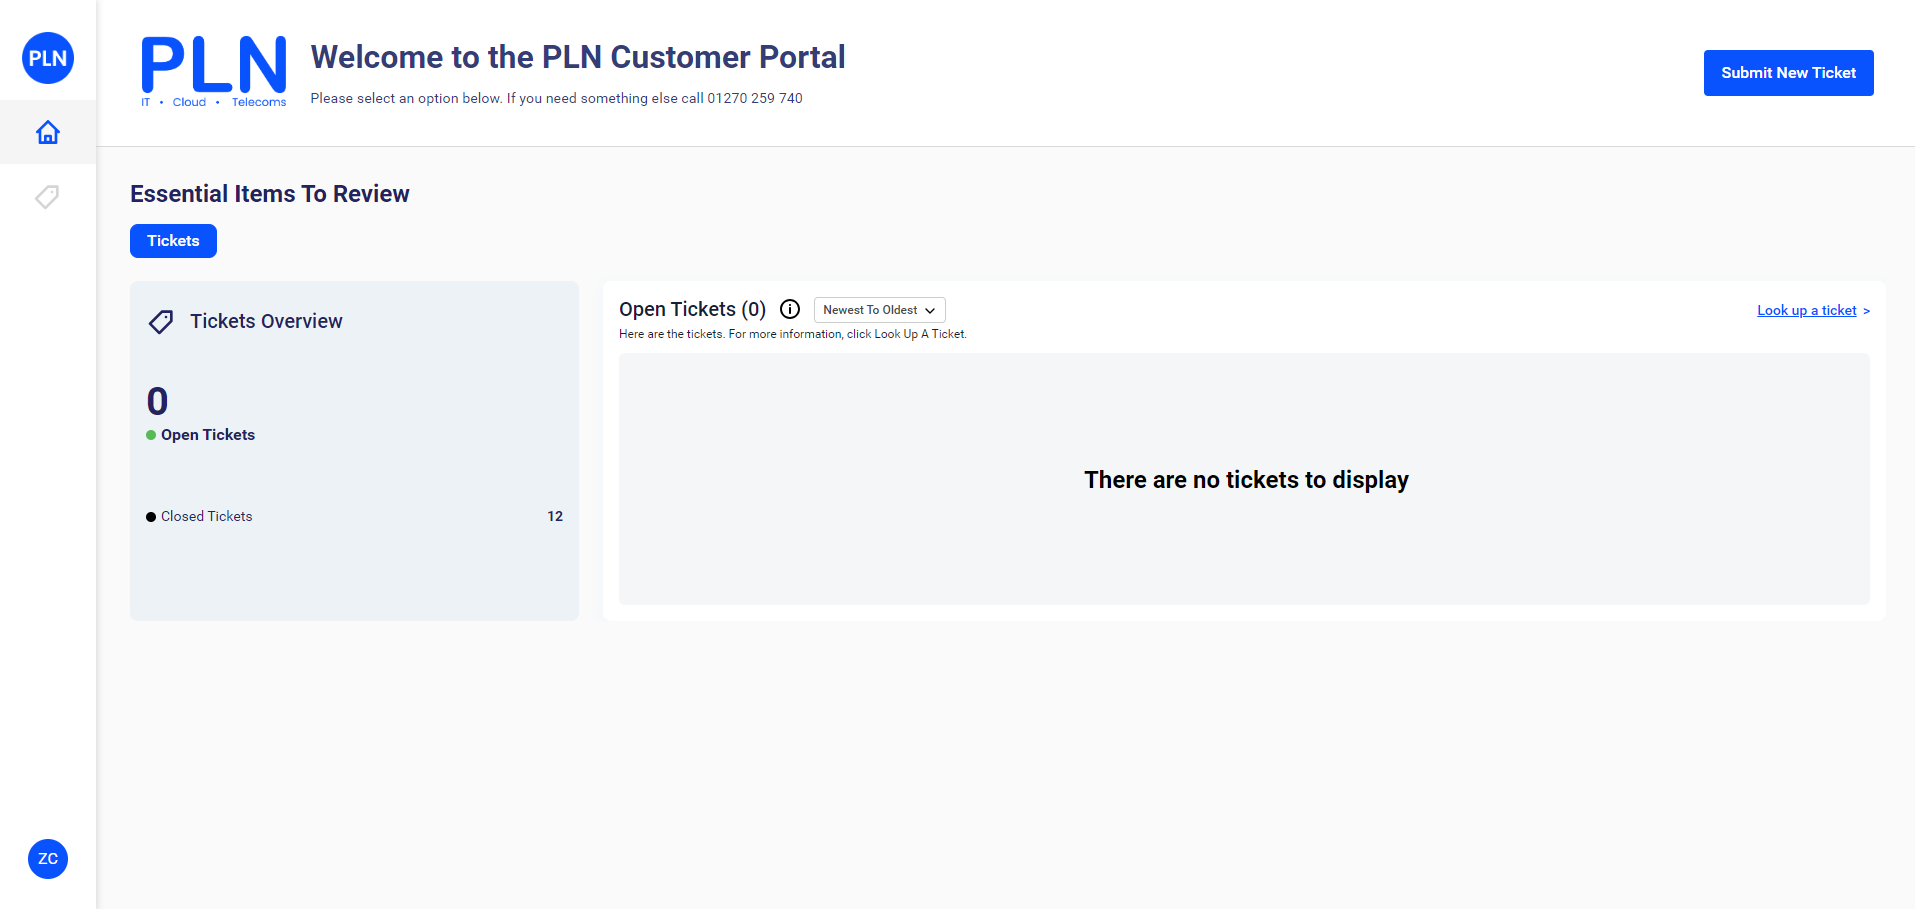 PLN
PLN
IT • Cloud • Telecoms
Welcome to the PLN Customer Portal
Please select an option below. If you need something else call 01270 259 740
Submit New Ticket
Essential Items To Review
Tickets
Tickets Overview
0
Open Tickets
Closed Tickets 12
Open Tickets (0) Newest To Oldest
Look up a ticket >
Here are the tickets. For more information, click Look Up A Ticket.
There are no tickets to display
ZC